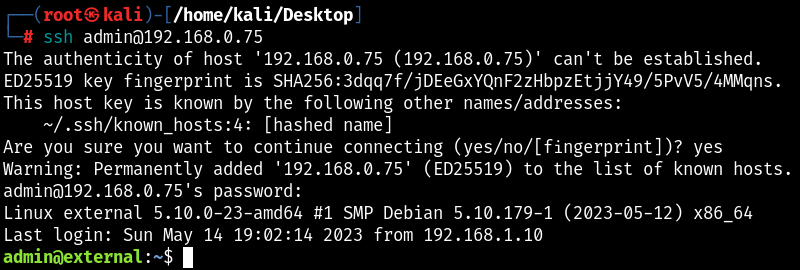 ┌──(root㉿kali)-[/home/kali/Desktop]
└─# ssh admin@192.168.0.75
The authenticity of host '192.168.0.75 (192.168.0.75)' can't be established.
ED25519 key fingerprint is SHA256:3dqq7f/jDEeGxYQnF2zHbpzEtjjY49/5PvV5/4MMqns.
This host key is known by the following other names/addresses:
    ~/.ssh/known_hosts:4: [hashed name]
Are you sure you want to continue connecting (yes/no/[fingerprint])? yes
Warning: Permanently added '192.168.0.75' (ED25519) to the list of known hosts.
admin@192.168.0.75's password:
Linux external 5.10.0-23-amd64 #1 SMP Debian 5.10.179-1 (2023-05-12) x86_64
Last login: Sun May 14 19:02:14 2023 from 192.168.1.10
admin@external:~$